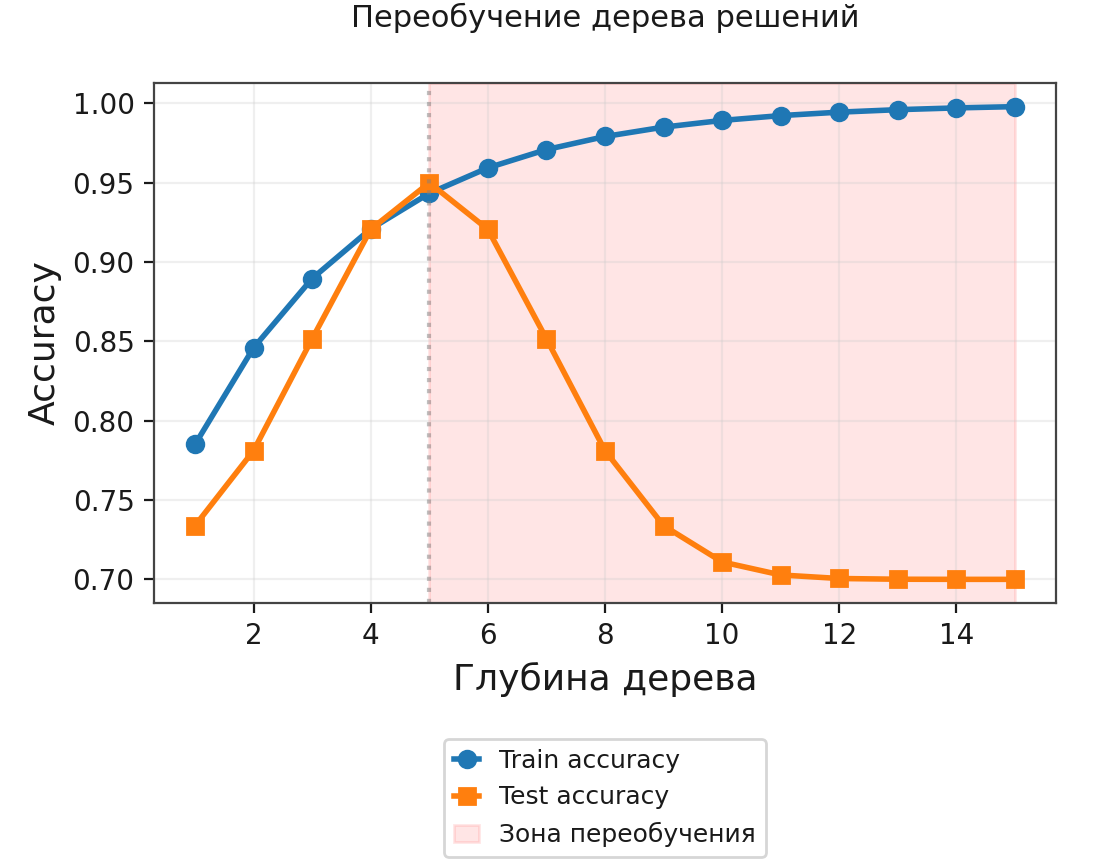 Переобучение дерева решений
1.00
0.95
0.90
0.85
0.80
0.75
0.70
Accuracy
2 4 6 8 10 12 14
Глубина дерева
Train accuracy
Test accuracy
Зона переобучения